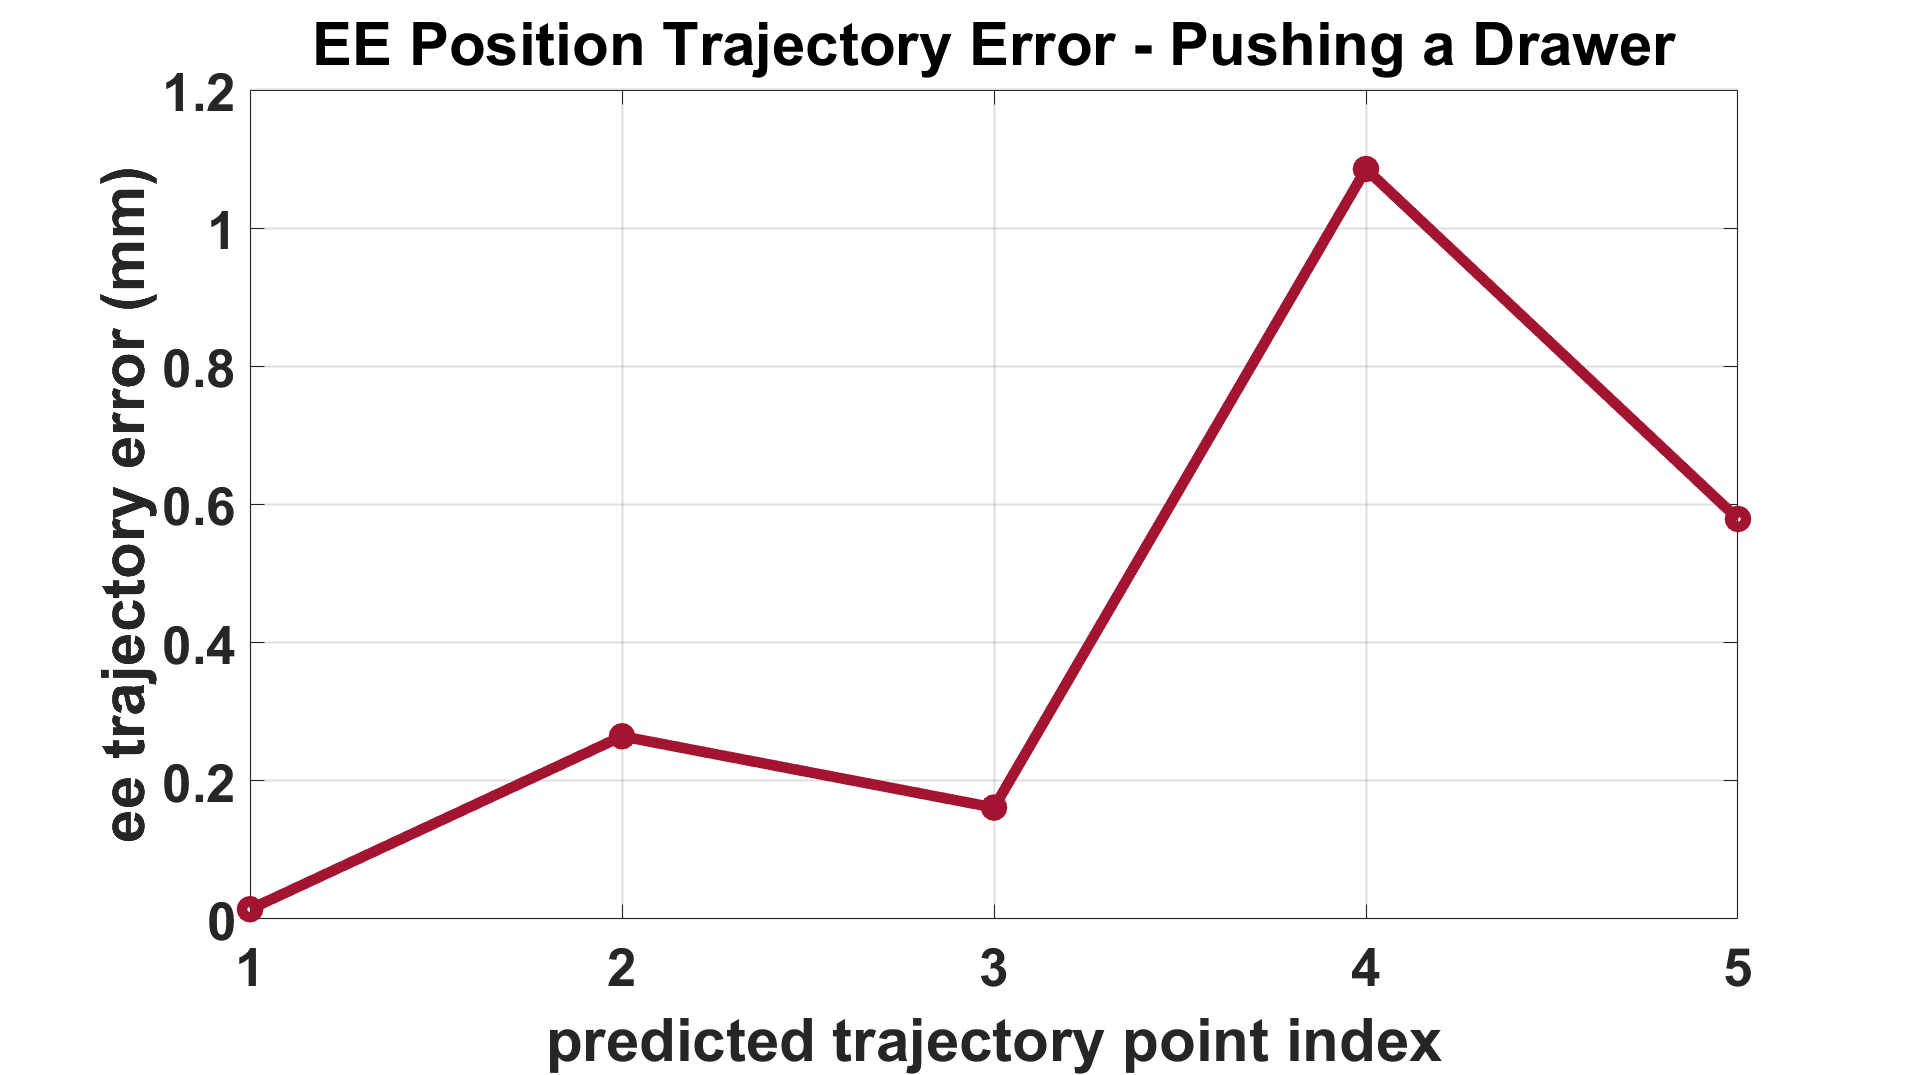 EE Position Trajectory Error - Pushing a Drawer
ee trajectory error (mm)
1.2
1
0.8
0.6
0.4
0.2
0
1 2 3 4 5
predicted trajectory point index